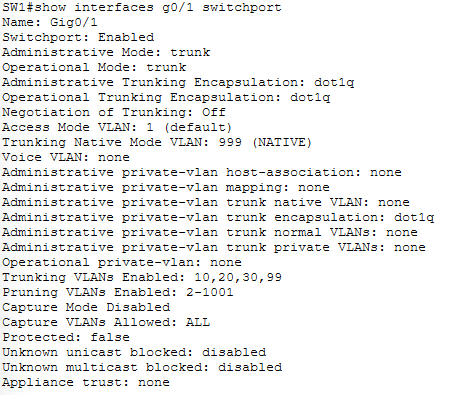 SW1#show interfaces g0/1 switchport
Name: Gig0/1
Switchport: Enabled
Administrative Mode: trunk
Operational Mode: trunk
Administrative Trunking Encapsulation: dot1q
Operational Trunking Encapsulation: dot1q
Negotiation of Trunking: Off
Access Mode VLAN: 1 (default)
Trunking Native Mode VLAN: 999 (NATIVE)
Voice VLAN: none
Administrative private-vlan host-association: none
Administrative private-vlan mapping: none
Administrative private-vlan trunk native VLAN: none
Administrative private-vlan trunk encapsulation: dot1q
Administrative private-vlan trunk normal VLANs: none
Administrative private-vlan trunk private VLANs: none
Operational private-vlan: none
Trunking VLANs Enabled: 10,20,30,99
Pruning VLANs Enabled: 2-1001
Capture Mode Disabled
Capture VLANs Allowed: ALL
Protected: false
Unknown unicast blocked: disabled
Unknown multicast blocked: disabled
Appliance trust: none